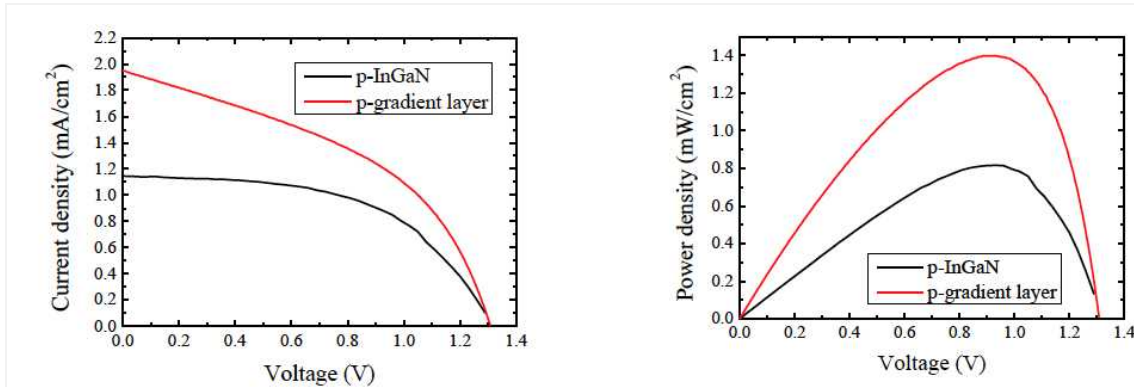 Current density (mA/cm²)
2.2
2.0
1.8
1.6
1.4
1.2
1.0
0.8
0.6
0.4
0.2
0.0
p-InGaN
p-gradient layer
0.0 0.2 0.4 0.6 0.8 1.0 1.2 1.4
Voltage (V)
Power density (mW/cm²)
1.4
1.2
1.0
0.8
0.6
0.4
0.2
0.0
p-InGaN
p-gradient layer
0.0 0.2 0.4 0.6 0.8 1.0 1.2 1.4
Voltage (V)